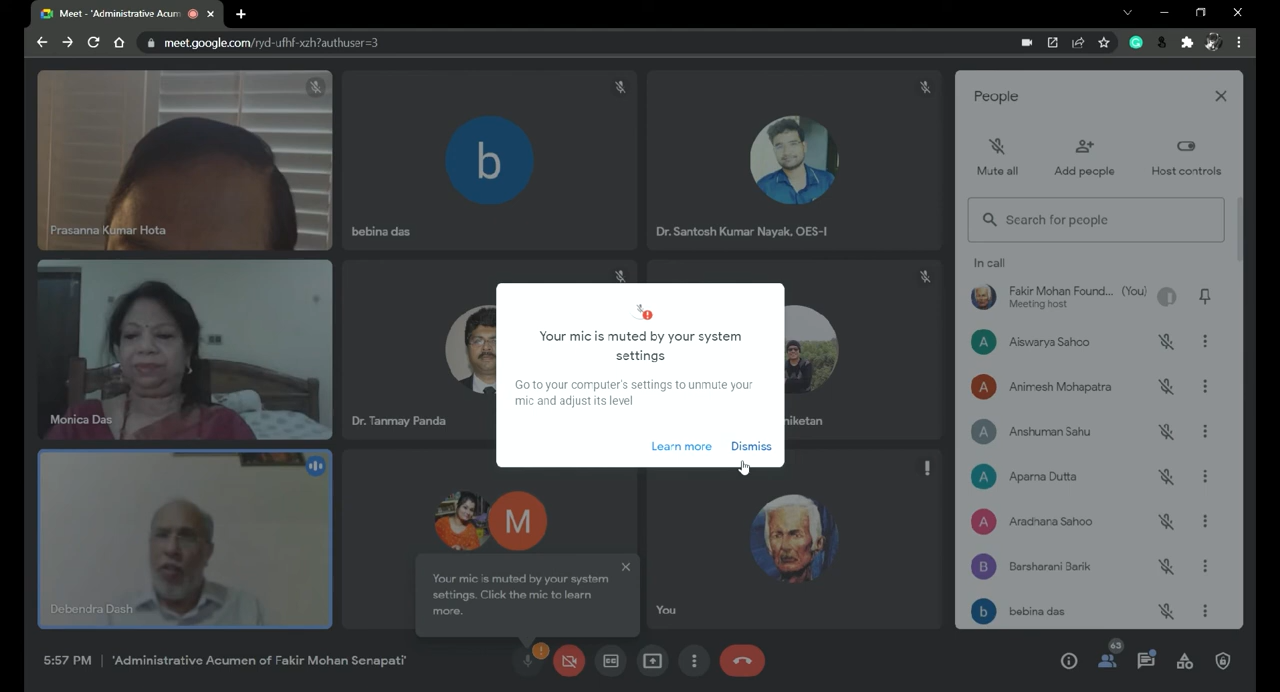 Meet - 'Administrative Acum
meet.google.com/ryd-ufhf-xzh?authuser=3
Prasanna Kumar Hota
b
bebina das
Dr. Santosh Kumar Nayak, OES-I
Monica Das
Dr. Tanmay Panda
niketan
Debendra Dash
M
You
Your mic is muted by your system
settings
Go to your computer's settings to unmute your
mic and adjust its level
Learn more
Dismiss
Your mic is muted by your system
settings. Click the mic to learn
more.
People
Mute all
Add people
Host controls
Search for people
In call
Fakir Mohan Found... (You)
Meeting host
A
Aiswarya Sahoo
A
Animesh Mohapatra
A
Anshuman Sahu
A
Aparna Dutta
A
Aradhana Sahoo
B
Barsharani Barik
b
bebina das
5:57 PM | 'Administrative Acumen of Fakir Mohan Senapati'
63